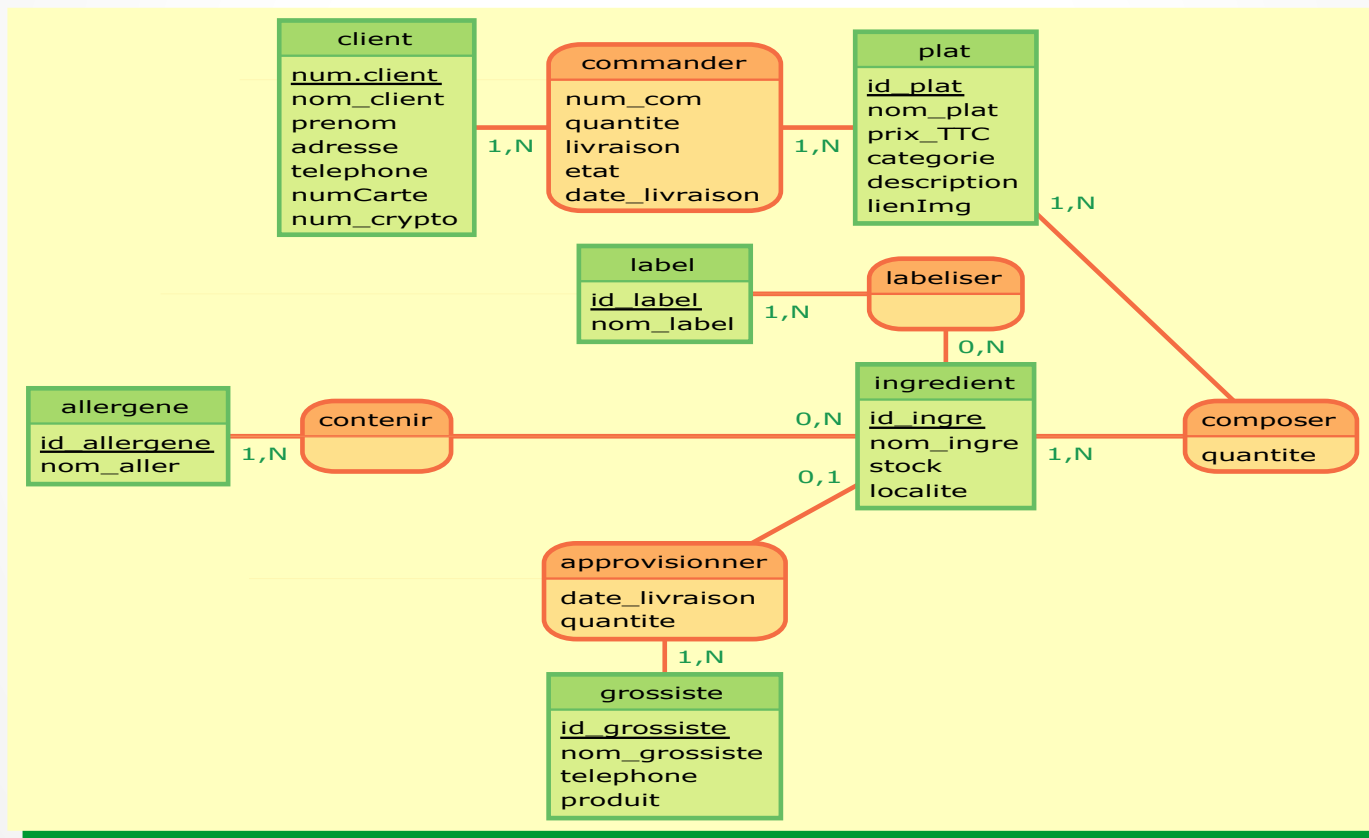 client
num.client
nom_client
prenom
adresse
telephone
numCarte
num_crypto
1,N
commander
num_com
quantite
livraison
etat
date_livraison
1,N
plat
id_plat
nom_plat
prix_TTC
categorie
description
lienImg
1,N
label
id_label
nom_label
1,N
labeliser
0,N
allergene
id_allergene
nom_aller
1,N
contenir
0,N
ingredient
id_ingre
nom_ingre
stock
localite
1,N
composer
quantite
0,1
approvisionner
date_livraison
quantite
1,N
grossiste
id_grossiste
nom_grossiste
telephone
produit